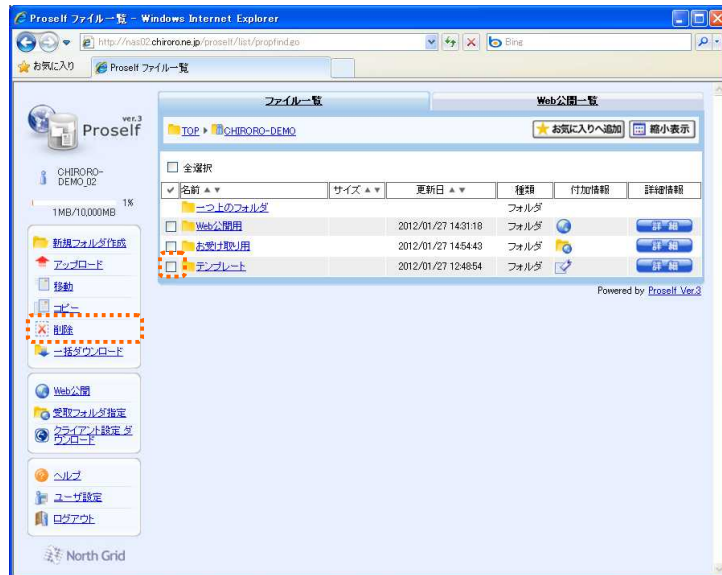 Proself ファイル一覧 - Windows Internet Explorer
http://nas02.chiroro.ne.jp/proself/list/propfind.go
Bing
お気に入り
Proself ファイル一覧
ver.3
Proself
CHIRORO-
DEMO_02
1%
1MB/10,000MB
新規フォルダ作成
アップロード
移動
コピー
削除
一括ダウンロード
Web公開
受取フォルダ指定
クライアント設定 ダ
ウンロード
ヘルプ
ユーザ設定
ログアウト
North Grid
ファイル一覧 Web公開一覧
TOP CHIRORO-DEMO
お気に入りへ追加 縮小表示
全選択
名前 ▲▼ サイズ ▲▼ 更新日 ▲▼ 種類 付加情報 詳細情報
一つ上のフォルダ フォルダ
Web公開用 2012/01/27 14:31:18 フォルダ 詳細
お受け取り用 2012/01/27 14:54:43 フォルダ 詳細
テンプレート 2012/01/27 12:48:54 フォルダ 詳細
Powered by Proself Ver.3